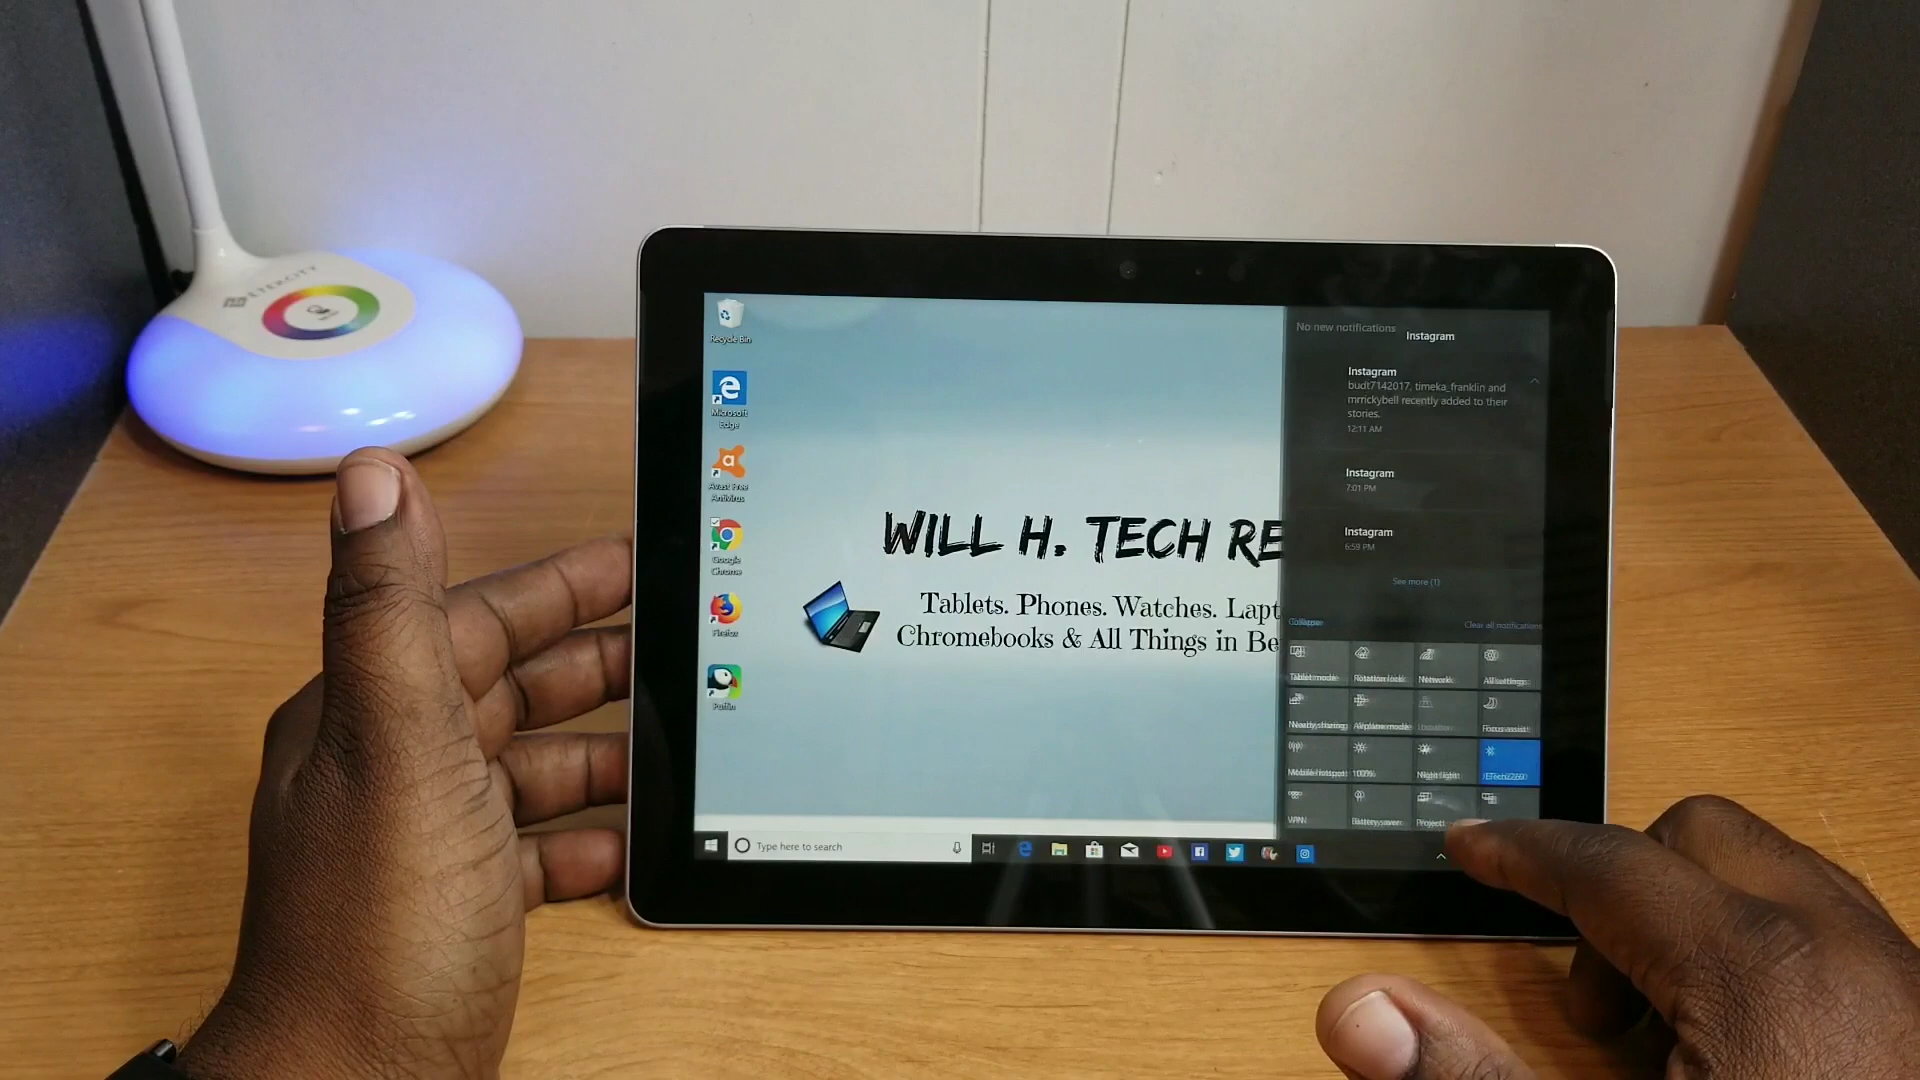 ETEKCITY
Recycle Bin
Microsoft
Edge
Avast Free
Antivirus
Google
Chrome
Firefox
Puffin
WILL H. TECH RE
Tablets. Phones. Watches. Lapt
Chromebooks & All Things in Be
No new notifications
Instagram
Instagram
budt7142017, timeka_franklin and
mrrickybell recently added to their
stories.
12:11 AM
Instagram
7:01 PM
Instagram
6:59 PM
See more (1)
Collapse
Clear all notifications
Tablet mode
Rotation lock
Network
All settings
Nearby sharing
Airplane mode
Location
Focus assist
Mobile hotspot
100%
Night light
VPN
Battery saver
Project
Type here to search